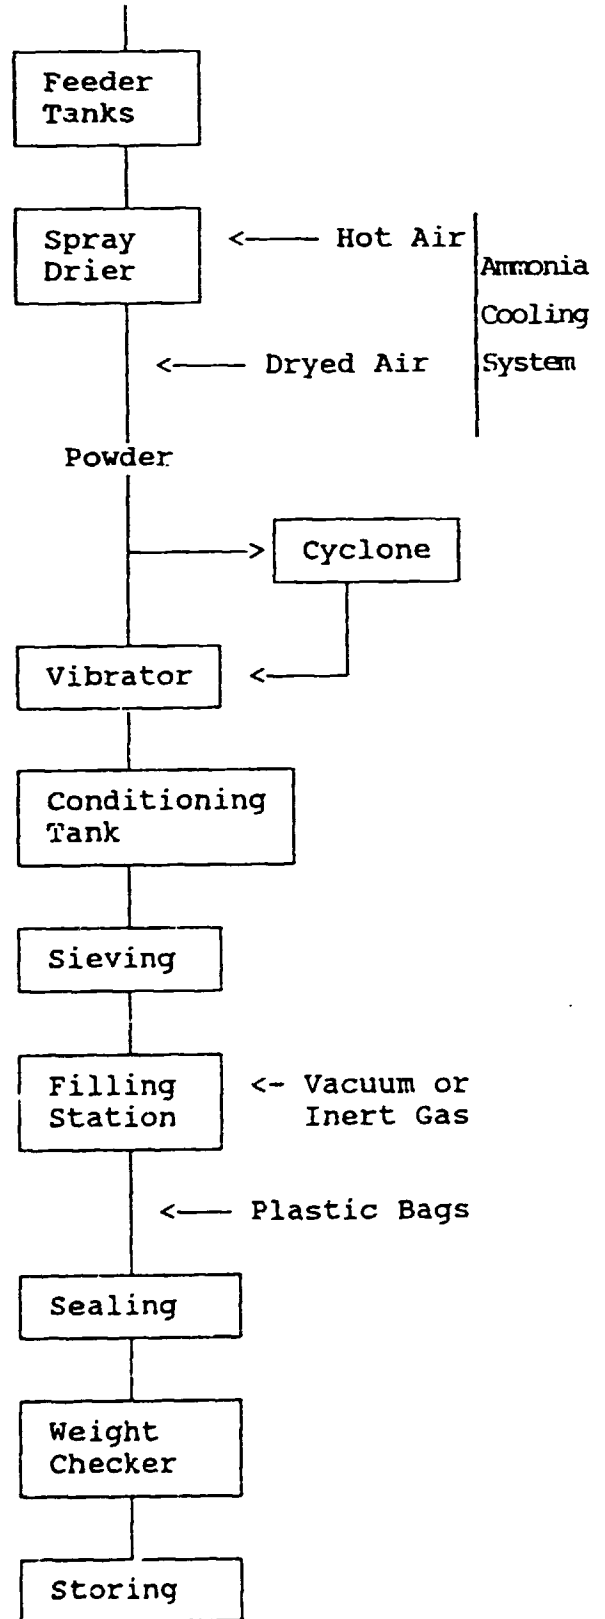 Feeder
Tanks
Spray
Drier
<—— Hot Air
Ammonia
Cooling
System
<—— Dryed Air
Powder
> Cyclone
Vibrator
<
Conditioning
Tank
Sieving
Filling
Station
<- Vacuum or
Inert Gas
<—— Plastic Bags
Sealing
Weight
Checker
Storing